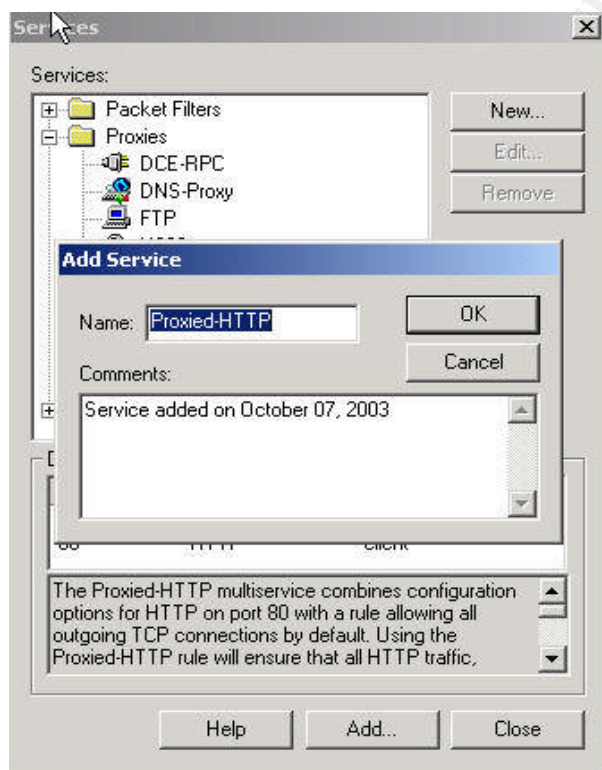 Services
Services:
Packet Filters
Proxies
DCE-RPC
DNS-Proxy
FTP
New...
Edit...
Remove
Add Service
Name: Proxied-HTTP
OK
Cancel
Comments:
Service added on October 07, 2003
The Proxied-HTTP multiservice combines configuration
options for HTTP on port 80 with a rule allowing all
outgoing TCP connections by default. Using the
Proxied-HTTP rule will ensure that all HTTP traffic,
Help
Add...
Close